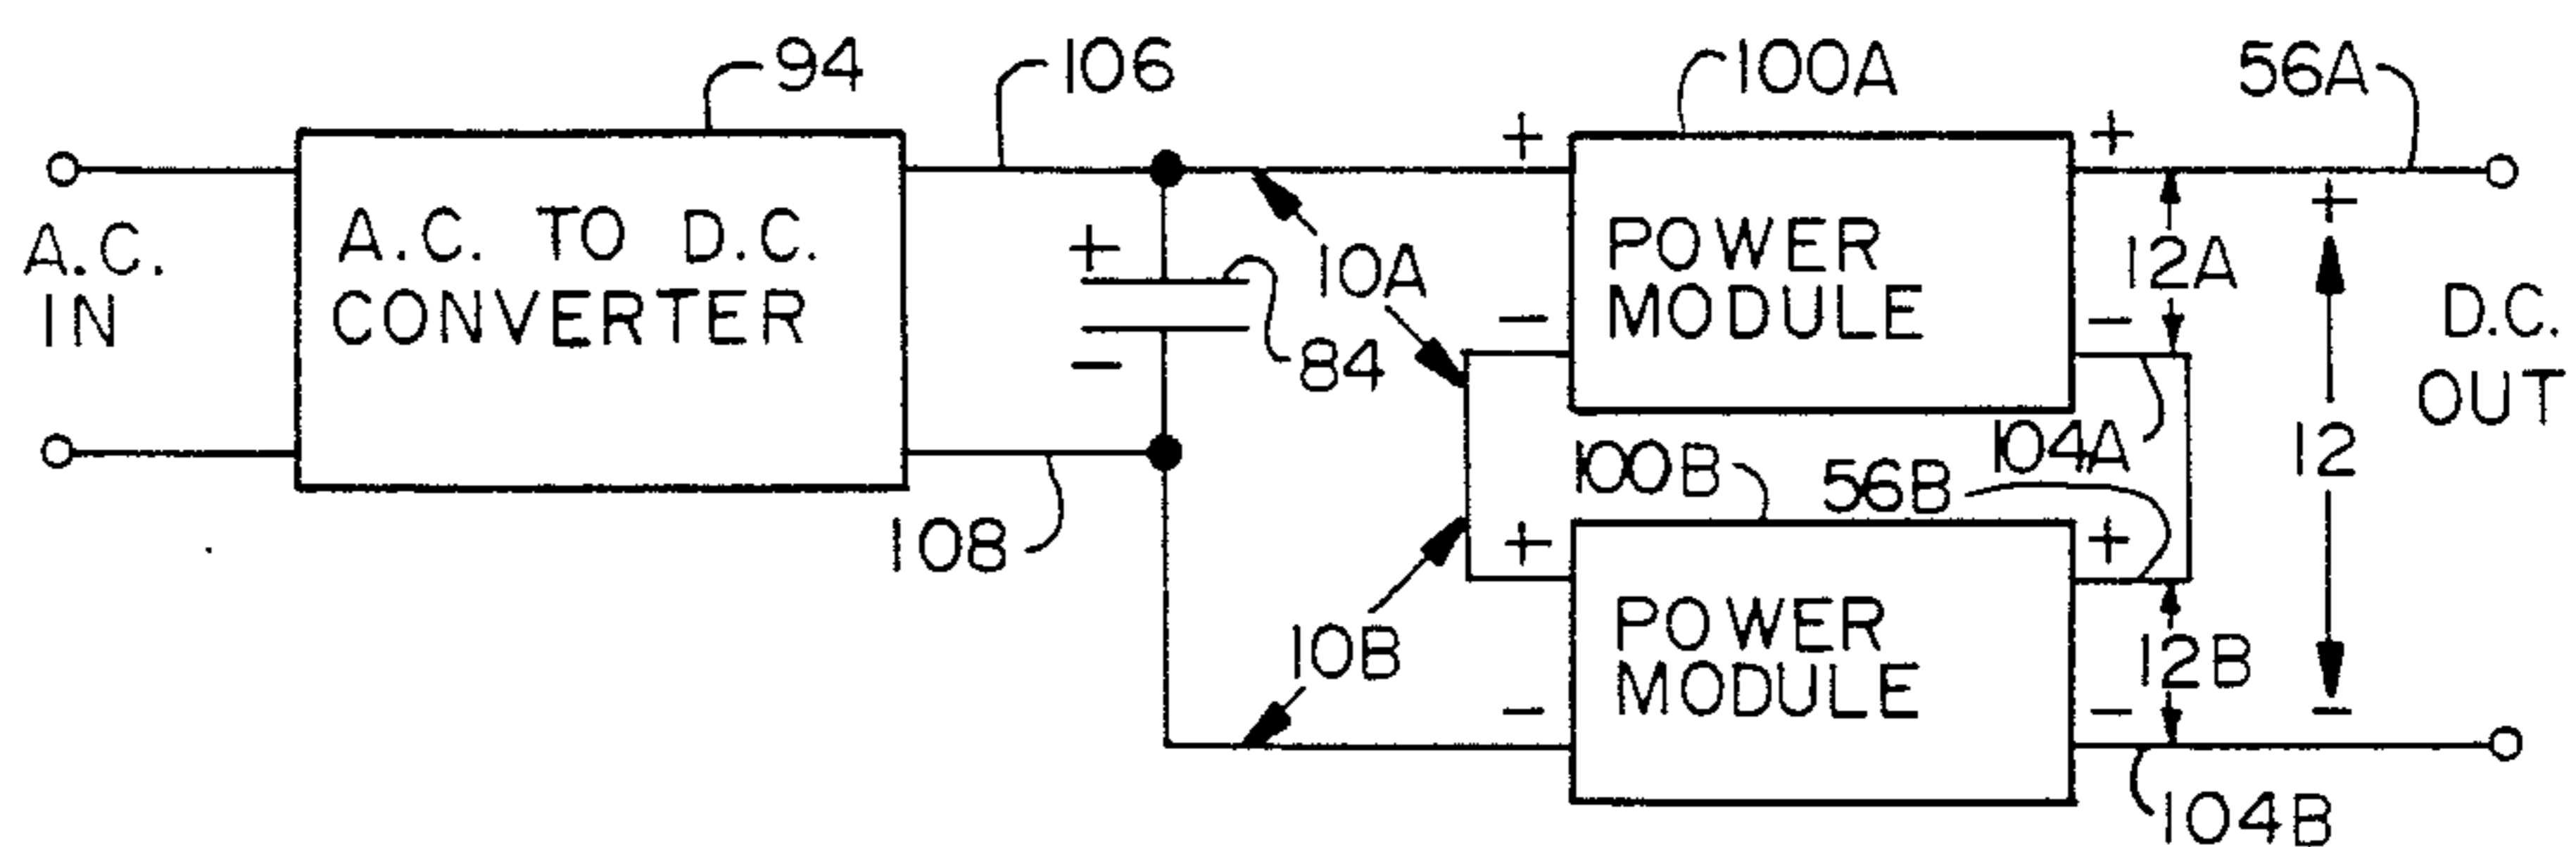 94
106
100A
56A
A.C.
IN
A.C. TO D.C.
CONVERTER
+
−
84
10A
10B
108
+
−
POWER
MODULE
+
−
12A
104A
100B
56B
+
−
POWER
MODULE
+
−
12B
104B
+
12
−
D.C.
OUT